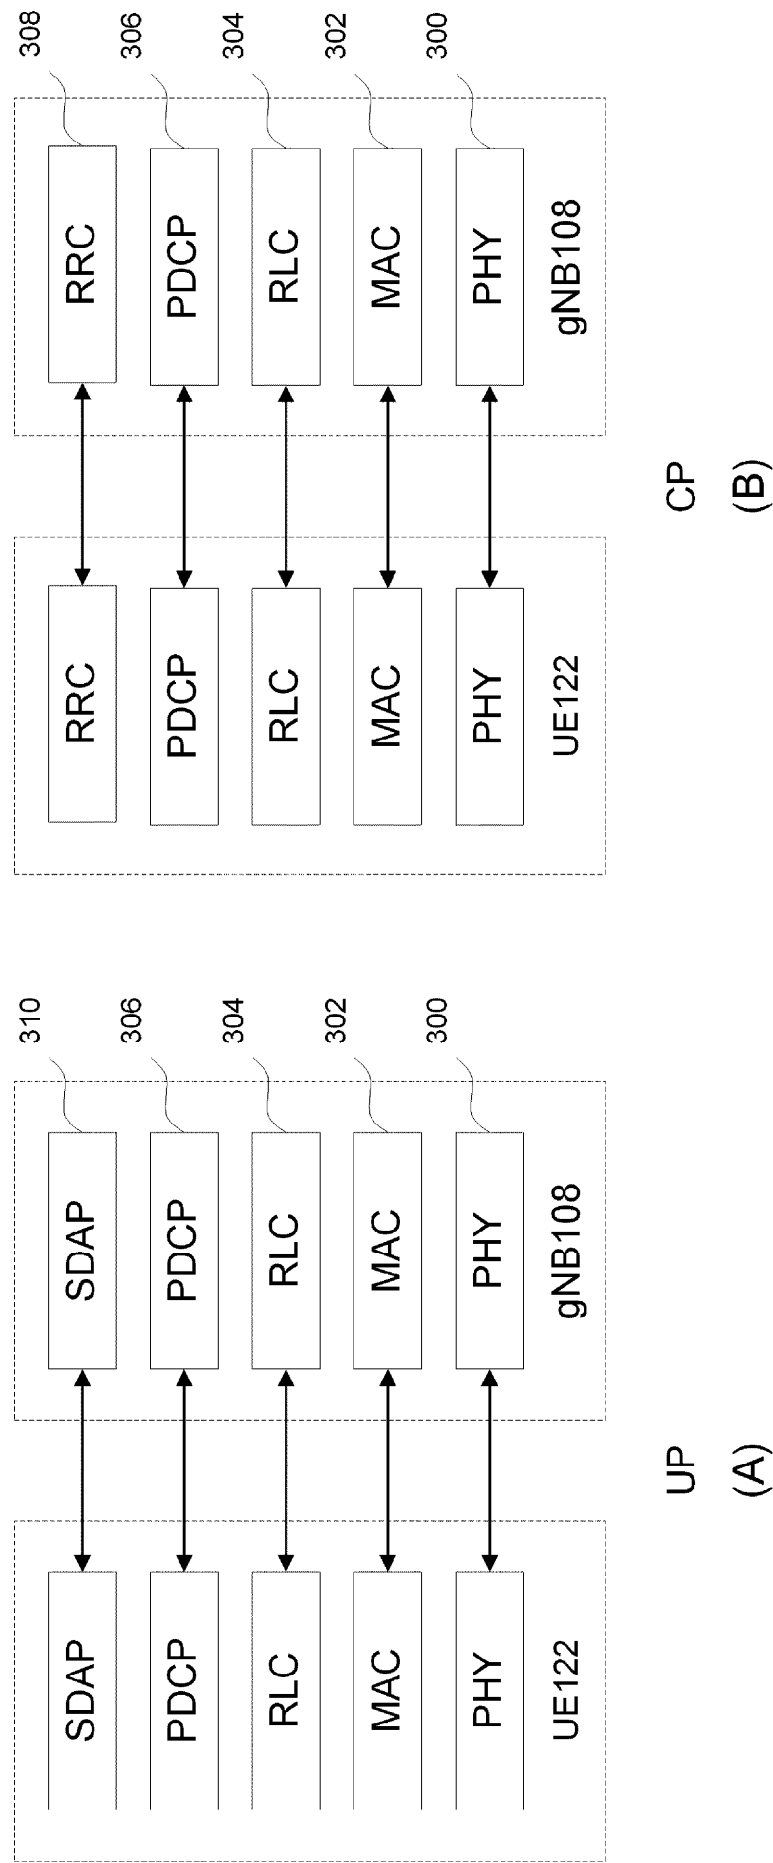 UE122
gNB108
310
SDAP
SDAP
306
PDCP
PDCP
304
RLC
RLC
302
MAC
MAC
300
PHY
PHY
UP
(A)
UE122
gNB108
308
RRC
RRC
306
PDCP
PDCP
304
RLC
RLC
302
MAC
MAC
300
PHY
PHY
CP
(B)